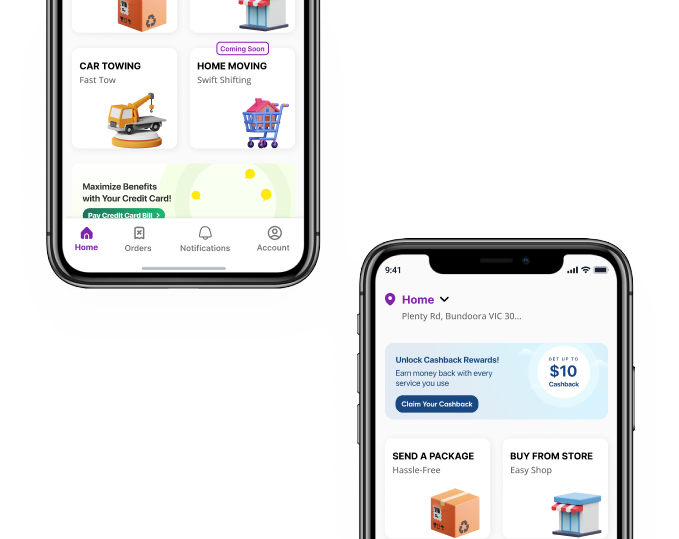 Coming Soon
CAR TOWING
Fast Tow
HOME MOVING
Swift Shifting
Maximize Benefits
with Your Credit Card!
Pay Credit Card Bill
Home
Orders
Notifications
Account
9:41
Home
Plenty Rd, Bundoora VIC 30...
Unlock Cashback Rewards!
Earn money back with every
service you use
Claim Your Cashback
GET UP TO
$10
Cashback
SEND A PACKAGE
Hassle-Free
BUY FROM STORE
Easy Shop